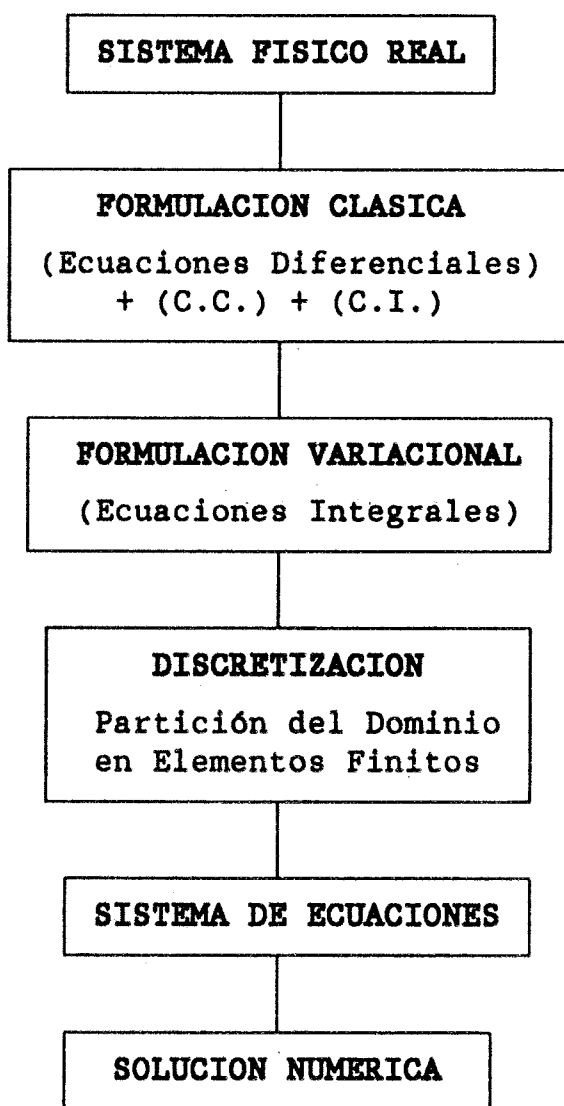 SISTEMA FISICO REAL
FORMULACION CLASICA
(Ecuaciones Diferenciales)
+ (C.C.) + (C.I.)
FORMULACION VARIACIONAL
(Ecuaciones Integrales)
DISCRETIZACION
Partición del Dominio
en Elementos Finitos
SISTEMA DE ECUACIONES
SOLUCION NUMERICA